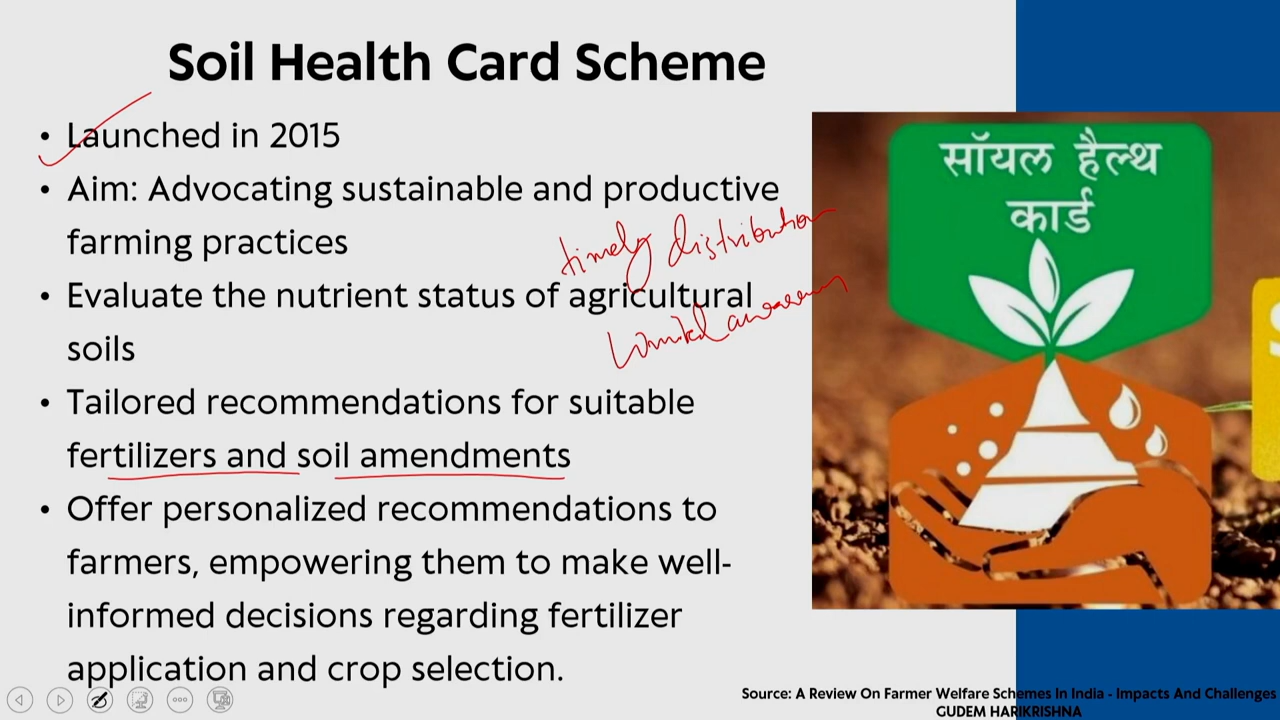 Soil Health Card Scheme
• Launched in 2015
• Aim: Advocating sustainable and productive
farming practices
timely distribution
• Evaluate the nutrient status of agricultural
soils
• Tailored recommendations for suitable
fertilizers and soil amendments
• Offer personalized recommendations to
farmers, empowering them to make well-
informed decisions regarding fertilizer
application and crop selection.
सॉयल हैल्थ
कार्ड
Source: A Review On Farmer Welfare Schemes In India - Impacts And Challenges
GUDEM HARIKRISHNA